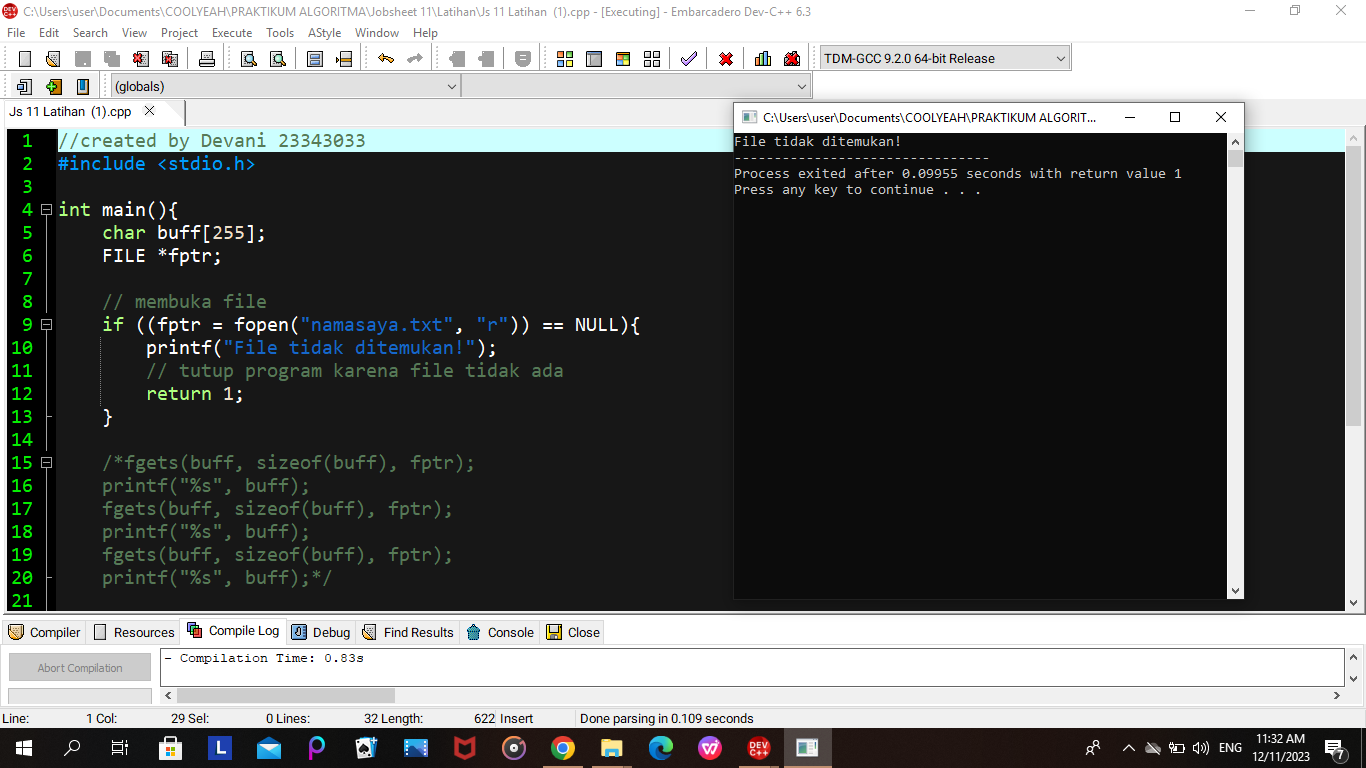 C:\Users\user\Documents\COOLYEAH\PRAKTIKUM ALGORITMA\Jobsheet 11\Latihan\Js 11 Latihan  (1).cpp - [Executing] - Embarcadero Dev-C++ 6.3
File Edit Search View Project Execute Tools AStyle Window Help
TDM-GCC 9.2.0 64-bit Release
(globals)
Js 11 Latihan  (1).cpp
1 //created by Devani 23343033
2 #include <stdio.h>
3
4 int main(){
5     char buff[255];
6     FILE *fptr;
7
8     // membuka file
9     if ((fptr = fopen("namasaya.txt", "r")) == NULL){
10         printf("File tidak ditemukan!");
11         // tutup program karena file tidak ada
12         return 1;
13     }
14
15     /*fgets(buff, sizeof(buff), fptr);
16     printf("%s", buff);
17     fgets(buff, sizeof(buff), fptr);
18     printf("%s", buff);
19     fgets(buff, sizeof(buff), fptr);
20     printf("%s", buff);*/
21
C:\Users\user\Documents\COOLYEAH\PRAKTIKUM ALGORIT...
File tidak ditemukan!
--------------------------------
Process exited after 0.09955 seconds with return value 1
Press any key to continue . . .
Compiler Resources Compile Log Debug Find Results Console Close
Abort Compilation
- Compilation Time: 0.83s
Line: 1 Col: 29 Sel: 0 Lines: 32 Length: 622 Insert Done parsing in 0.109 seconds
L
DEV C++
ENG
11:32 AM
12/11/2023
7